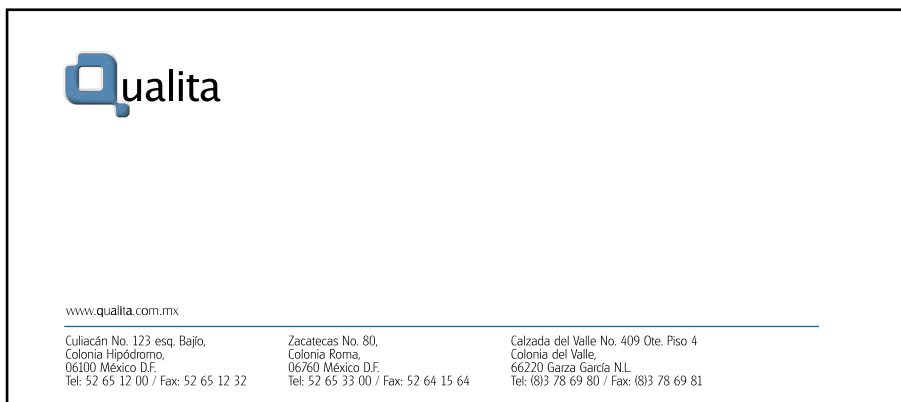 Qualita
www.qualita.com.mx
Culiacán No. 123 esq. Bajío,
Colonia Hipódromo,
06100 México D.F.
Tel: 52 65 12 00 / Fax: 52 65 12 32
Zacatecas No. 80,
Colonia Roma,
06760 México D.F.
Tel: 52 65 33 00 / Fax: 52 64 15 64
Calzada del Valle No. 409 Ote. Piso 4
Colonia del Valle,
66220 Garza García N.L.
Tel: (8)3 78 69 80 / Fax: (8)3 78 69 81